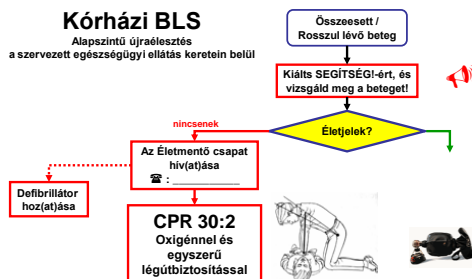 Kórházi BLS
Alapszintű újraélesztés
a szervezett egészségügyi ellátás keretein belül
Összeesett /
Rosszul lévő beteg
Kiálts SEGÍTSÉG!-ért, és
vizsgáld meg a beteget!
Életjelek?
nincsenek
Az Életmentő csapat
hív(at)ása
☎ : __________
Defibrillátor
hoz(at)ása
CPR 30:2
Oxigénnel és
egyszerű
légútbiztosítással